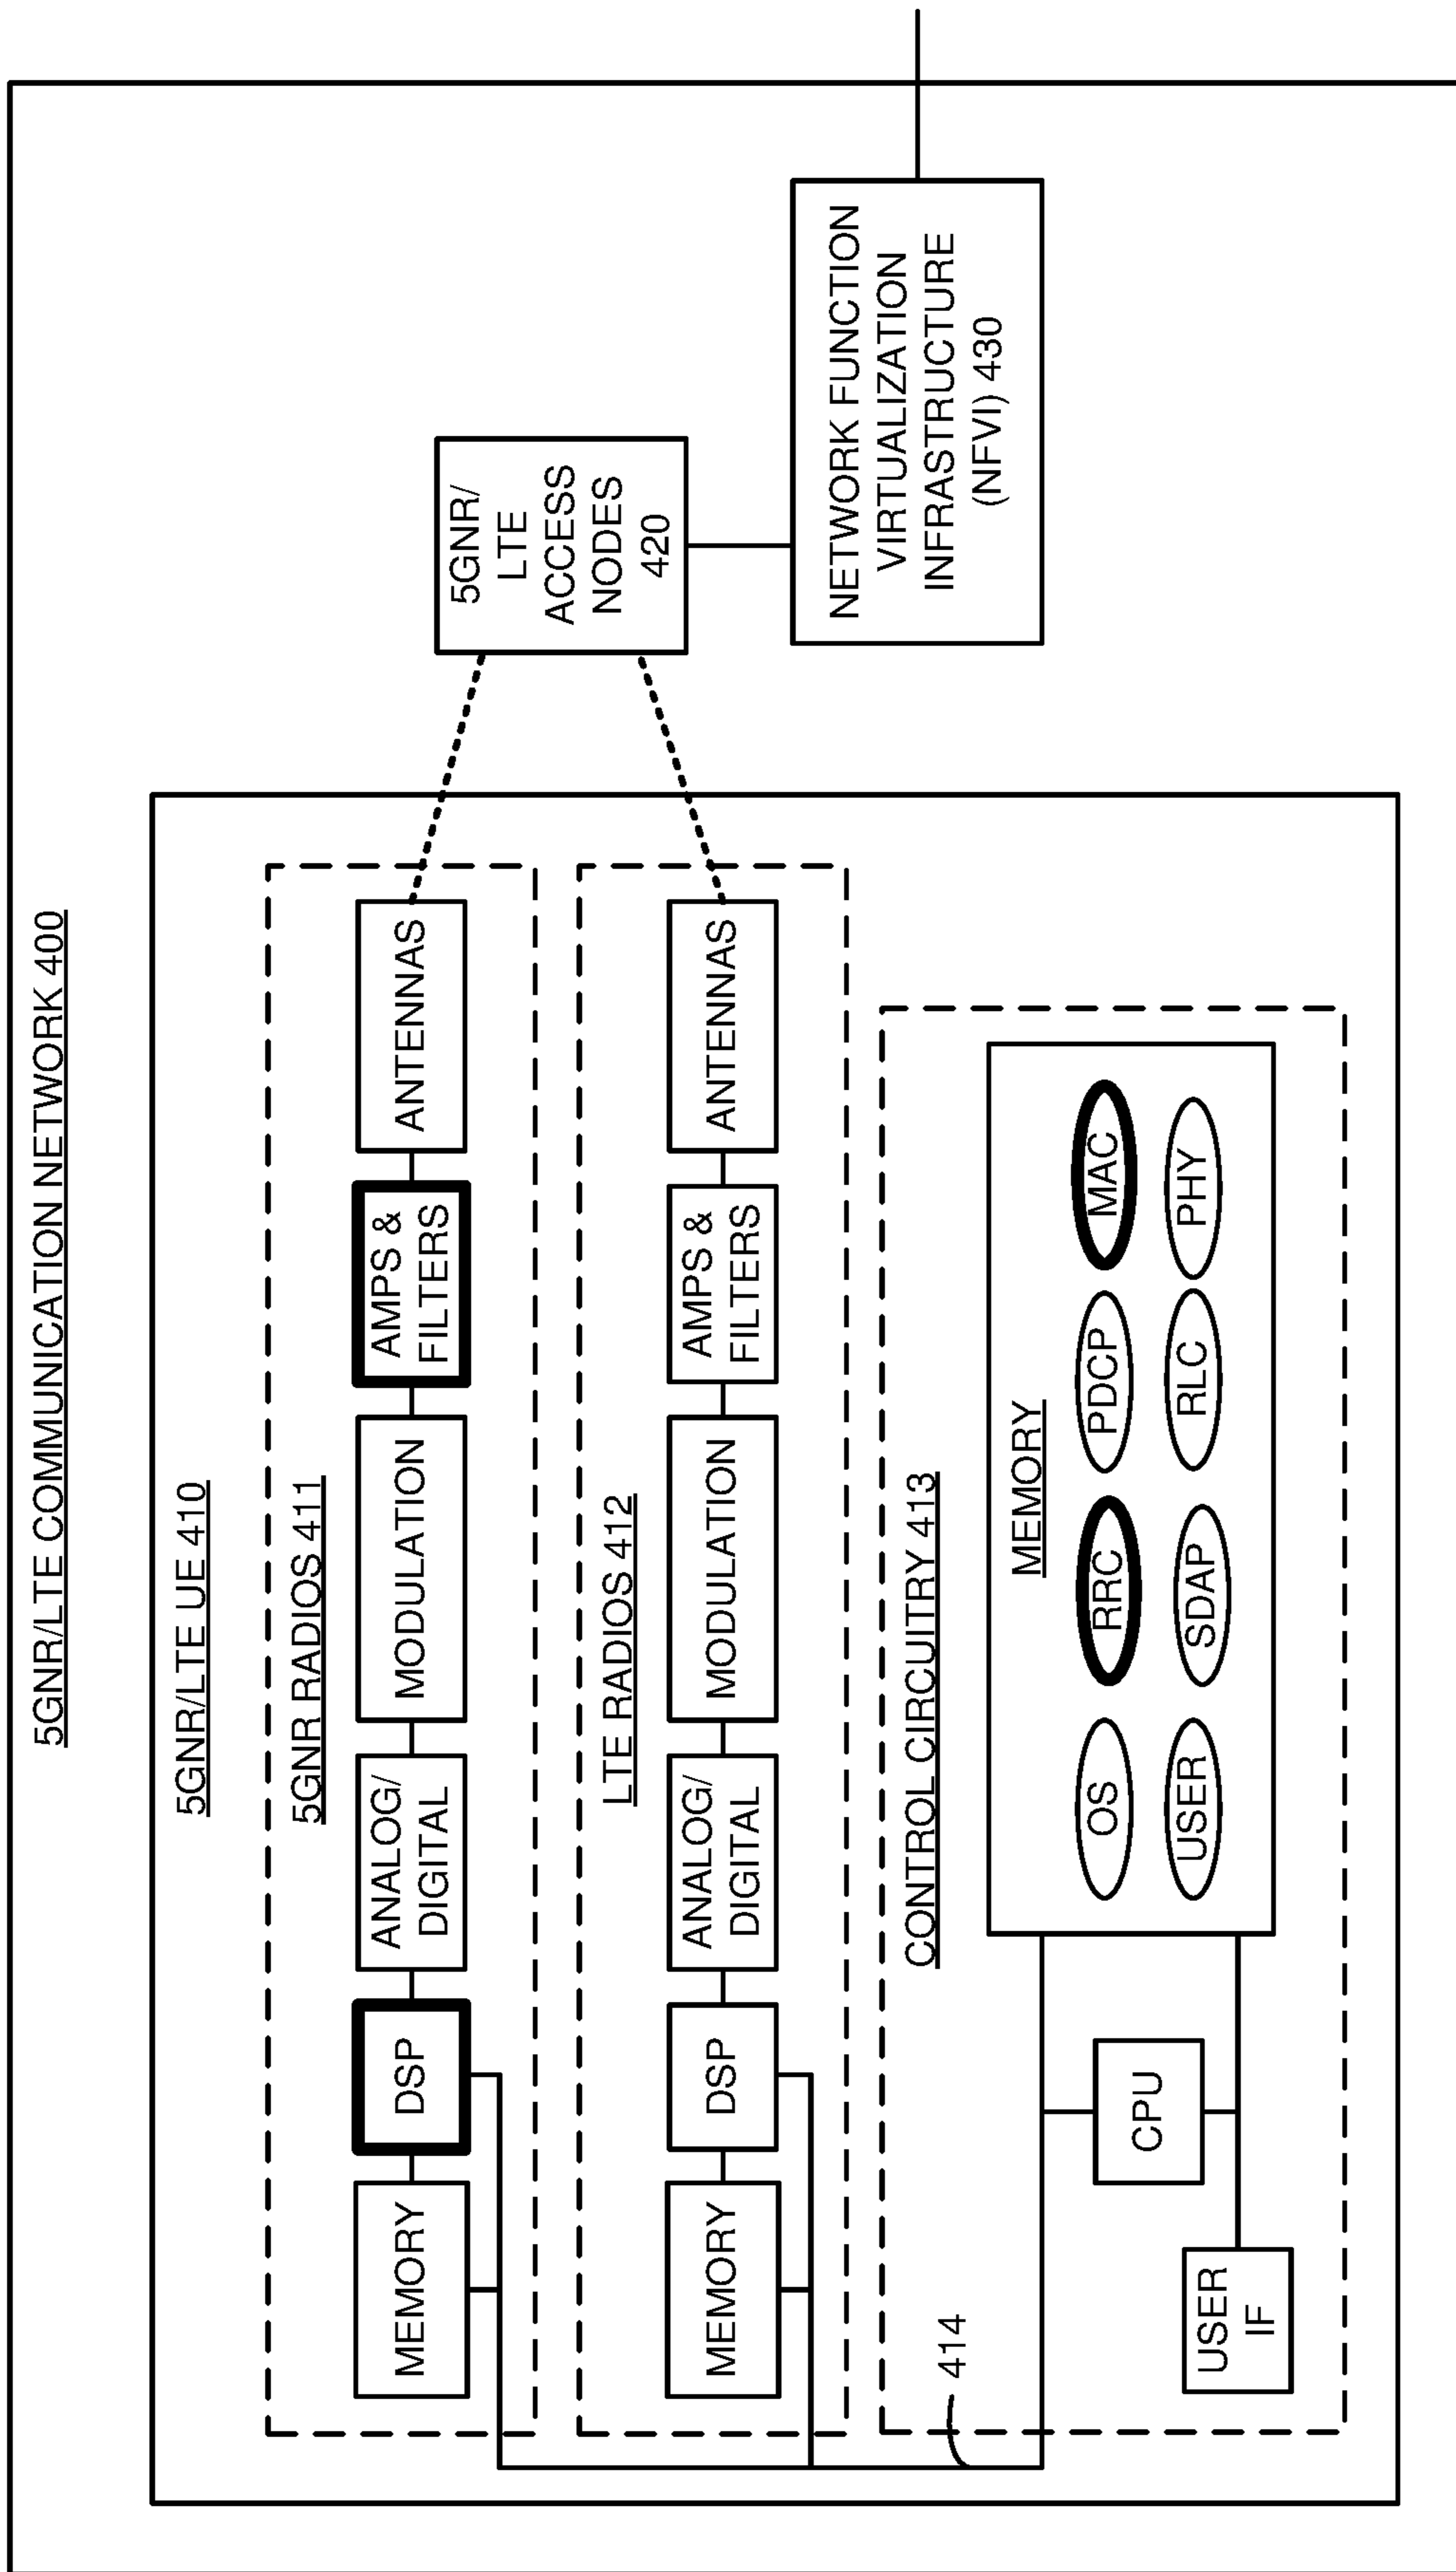 5GNR/LTE COMMUNICATION NETWORK 400
5GNR/LTE UE 410
5GNR RADIOS 411
MEMORY
DSP
ANALOG/
DIGITAL
MODULATION
AMPS &
FILTERS
ANTENNAS
LTE RADIOS 412
MEMORY
DSP
ANALOG/
DIGITAL
MODULATION
AMPS &
FILTERS
ANTENNAS
414
CONTROL CIRCUITRY 413
USER
IF
CPU
MEMORY
OS
RRC
PDCP
MAC
USER
SDAP
RLC
PHY
5GNR/
LTE
ACCESS
NODES
420
NETWORK FUNCTION
VIRTUALIZATION
INFRASTRUCTURE
(NFVI) 430